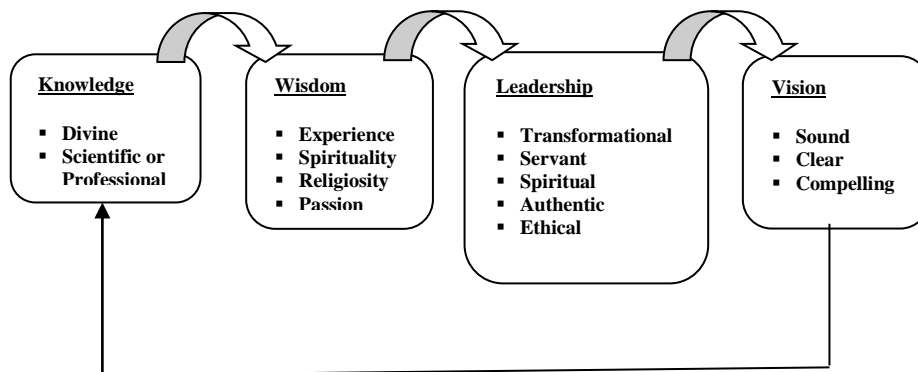 Knowledge
▪ Divine
▪ Scientific or
Professional
Wisdom
▪ Experience
▪ Spirituality
▪ Religiosity
▪ Passion
Leadership
▪ Transformational
▪ Servant
▪ Spiritual
▪ Authentic
▪ Ethical
Vision
▪ Sound
▪ Clear
▪ Compelling